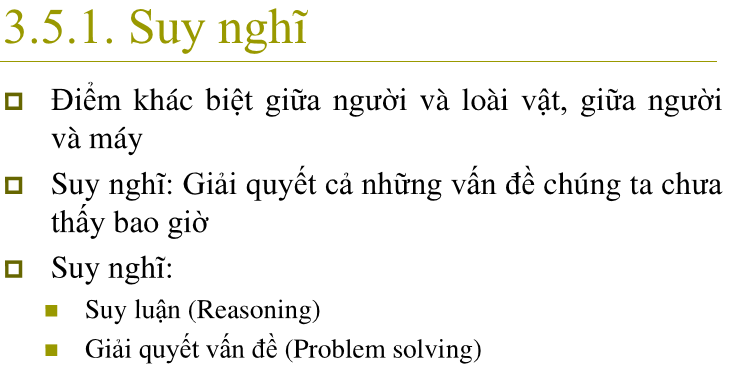 3.5.1. Suy nghĩ
Điểm khác biệt giữa người và loài vật, giữa người
và máy
Suy nghĩ: Giải quyết cả những vấn đề chúng ta chưa
thấy bao giờ
Suy nghĩ:
Suy luận (Reasoning)
Giải quyết vấn đề (Problem solving)